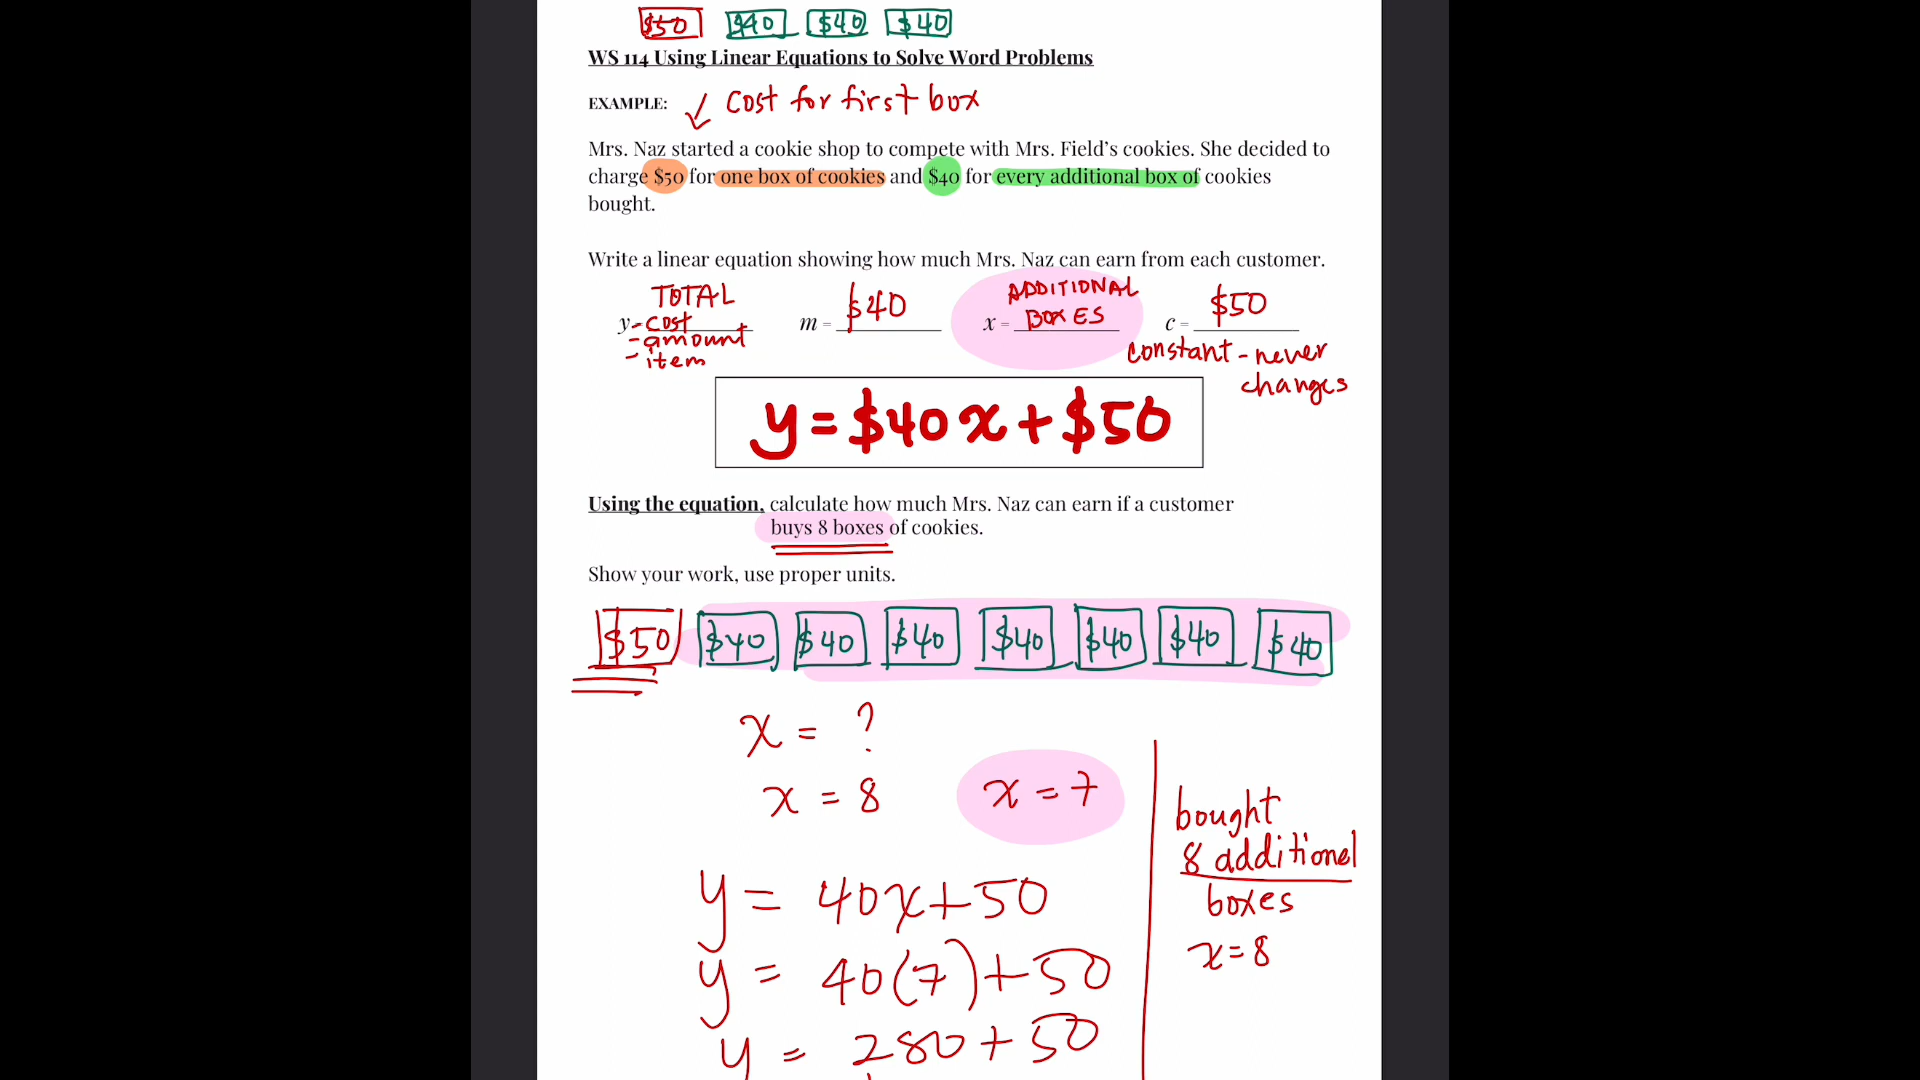 $50 $40 $40 $40
WS 114 Using Linear Equations to Solve Word Problems
EXAMPLE: cost for first box
Mrs. Naz started a cookie shop to compete with Mrs. Field's cookies. She decided to
charge $50 for one box of cookies and $40 for every additional box of cookies
bought.
Write a linear equation showing how much Mrs. Naz can earn from each customer.
y - TOTAL
cost
- amount
- item
m = $40
x = ADDITIONAL
BOXES
c = $50
constant - never
changes
y = $40x + $50
Using the equation, calculate how much Mrs. Naz can earn if a customer
buys 8 boxes of cookies.
Show your work, use proper units.
$50 $40 $40 $40 $40 $40 $40 $40
x = ?
x = 8
x = 7
y = 40x + 50
y = 40(7) + 50
y = 280 + 50
bought
8 additional
boxes
x = 8